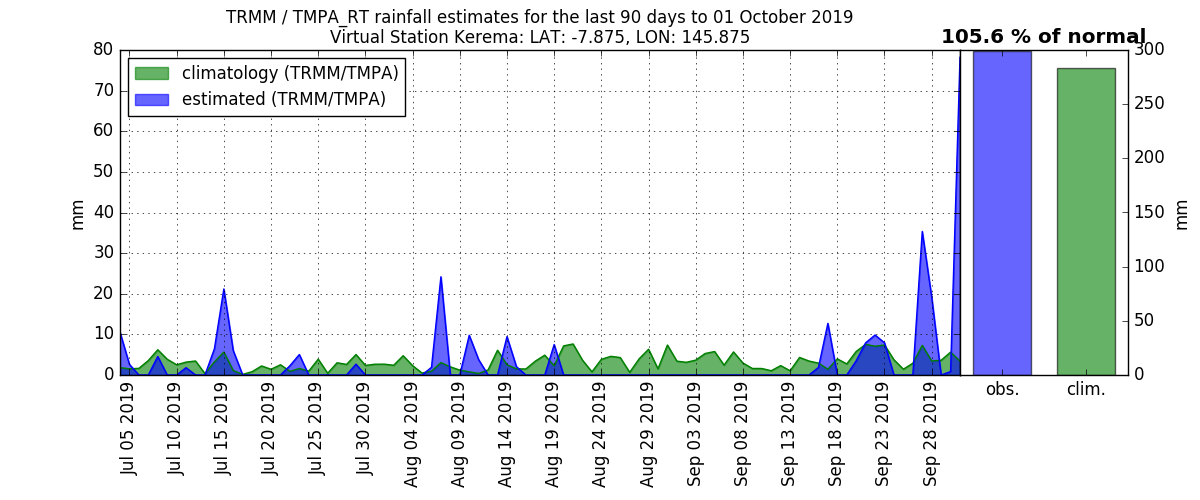 TRMM / TMPA_RT rainfall estimates for the last 90 days to 01 October 2019
Virtual Station Kerema: LAT: -7.875, LON: 145.875
105.6 % of normal
climatology (TRMM/TMPA)
estimated (TRMM/TMPA)
80
70
60
50
40
30
20
10
0
mm
300
250
200
150
100
50
0
mm
Jul 05 2019
Jul 10 2019
Jul 15 2019
Jul 20 2019
Jul 25 2019
Jul 30 2019
Aug 04 2019
Aug 09 2019
Aug 14 2019
Aug 19 2019
Aug 24 2019
Aug 29 2019
Sep 03 2019
Sep 08 2019
Sep 13 2019
Sep 18 2019
Sep 23 2019
Sep 28 2019
obs.
clim.